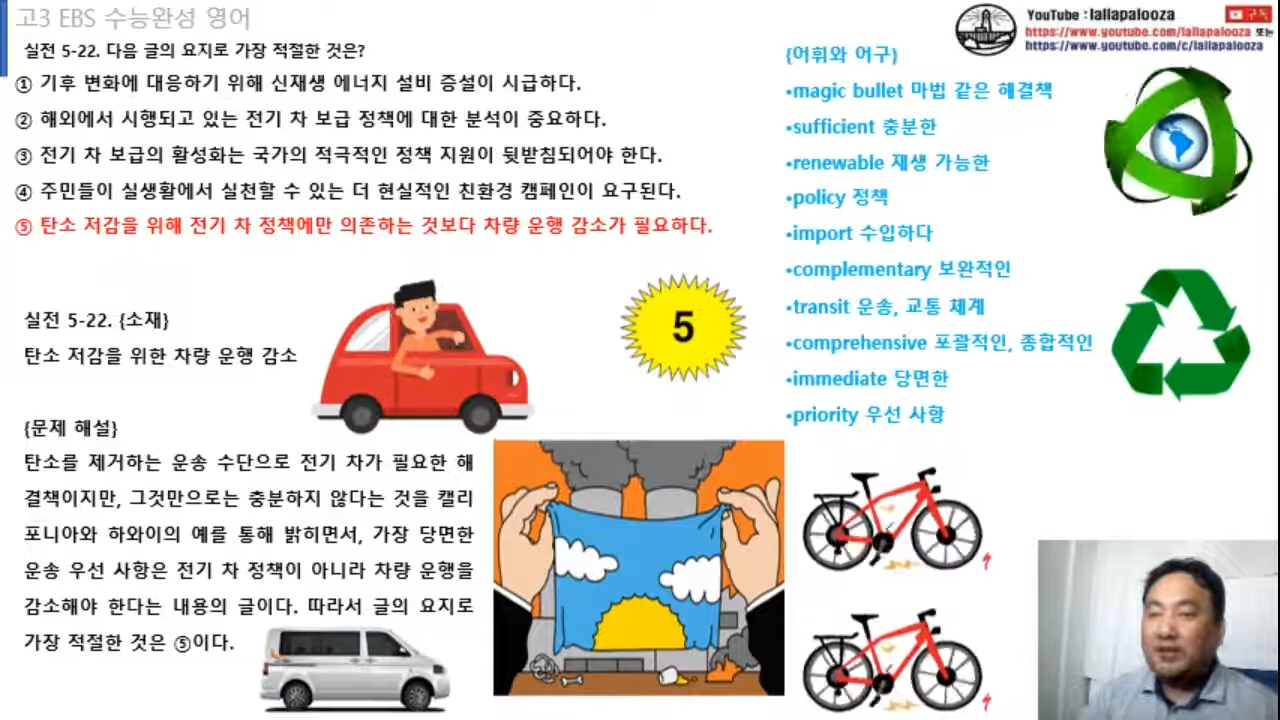 고3 EBS 수능완성 영어
YouTube : lallapalooza
구독
https://www.youtube.com/lallapalooza 또는
https://www.youtube.com/c/lallapalooza
실전 5-22. 다음 글의 요지로 가장 적절한 것은?
① 기후 변화에 대응하기 위해 신재생 에너지 설비 증설이 시급하다.
② 해외에서 시행되고 있는 전기 차 보급 정책에 대한 분석이 중요하다.
③ 전기 차 보급의 활성화는 국가의 적극적인 정책 지원이 뒷받침되어야 한다.
④ 주민들이 실생활에서 실천할 수 있는 더 현실적인 친환경 캠페인이 요구된다.
⑤ 탄소 저감을 위해 전기 차 정책에만 의존하는 것보다 차량 운행 감소가 필요하다.
{어휘와 어구}
•magic bullet 마법 같은 해결책
•sufficient 충분한
•renewable 재생 가능한
•policy 정책
•import 수입하다
•complementary 보완적인
•transit 운송, 교통 체계
•comprehensive 포괄적인, 종합적인
•immediate 당면한
•priority 우선 사항
실전 5-22. {소재}
탄소 저감을 위한 차량 운행 감소
5
{문제 해설}
탄소를 제거하는 운송 수단으로 전기 차가 필요한 해
결책이지만, 그것만으로는 충분하지 않다는 것을 캘리
포니아와 하와이의 예를 통해 밝히면서, 가장 당면한
운송 우선 사항은 전기 차 정책이 아니라 차량 운행을
감소해야 한다는 내용의 글이다. 따라서 글의 요지로
가장 적절한 것은 ⑤이다.